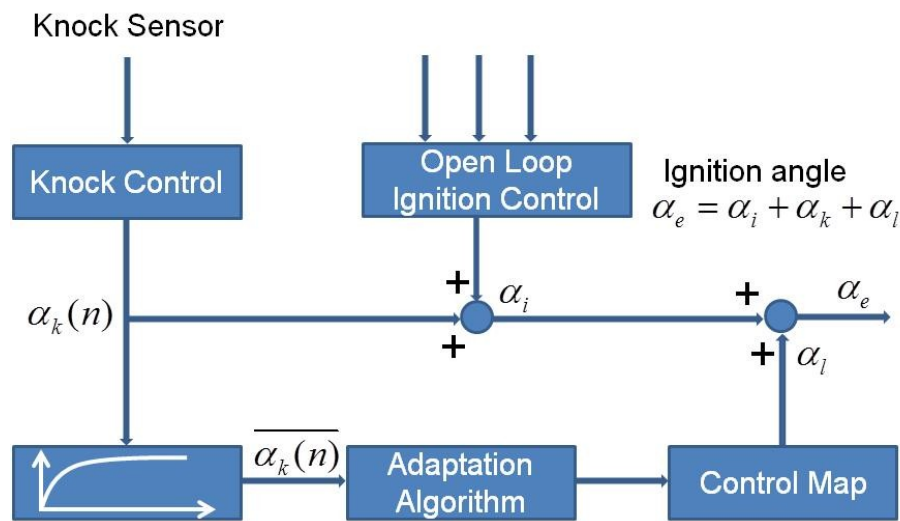 Knock Sensor
Knock Control
Open Loop
Ignition Control
Ignition angle
α_e = α_i + α_k + α_l
+
α_i
+
α_k(n)
+
α_e
+
α_l
\overline{α_k(n)}
Adaptation
Algorithm
Control Map